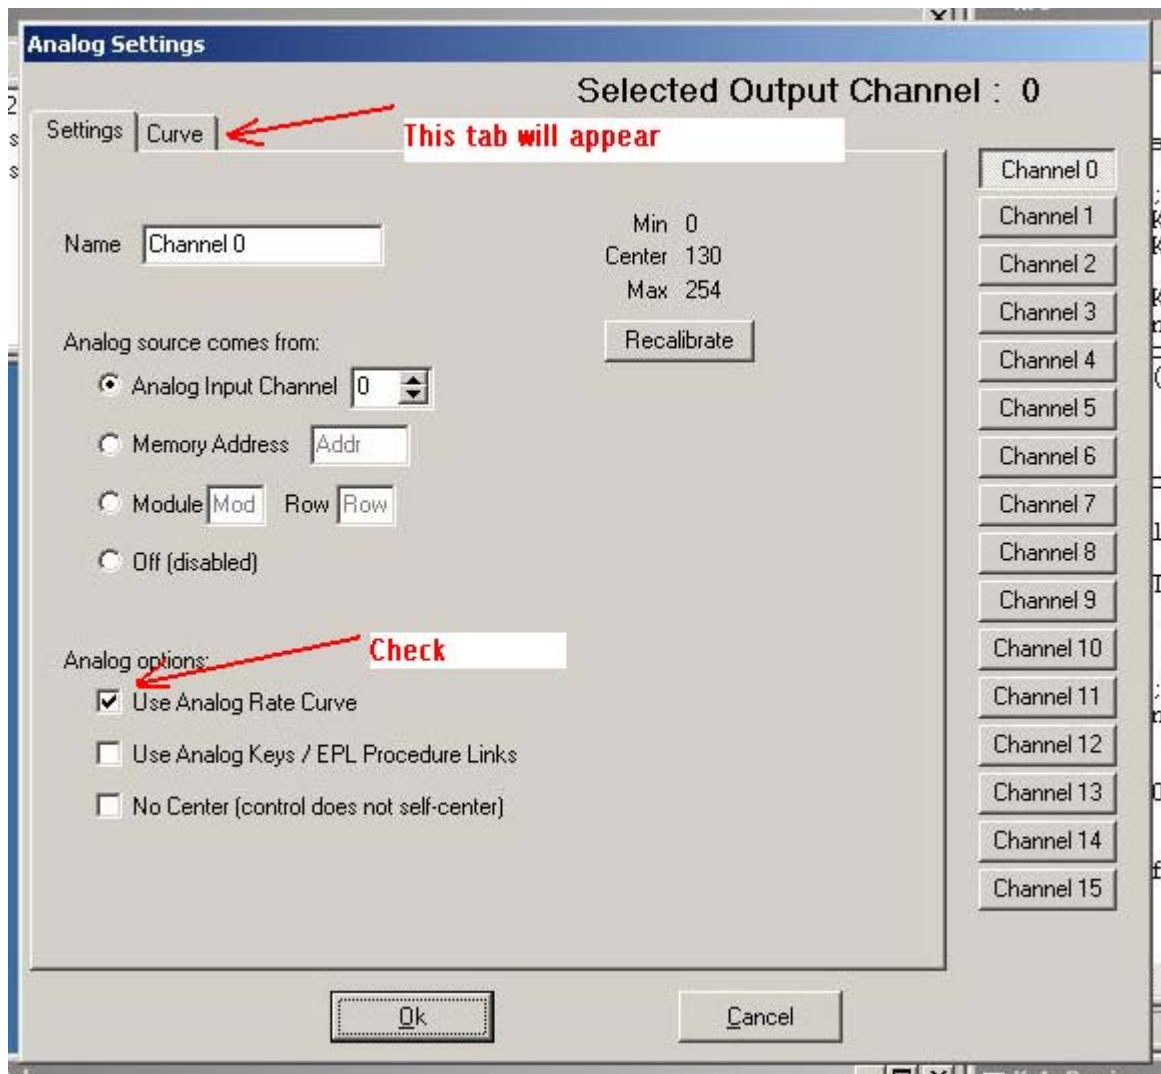 Analog Settings
Selected Output Channel : 0
Settings
Curve
This tab will appear
Name
Channel 0
Min 0
Center 130
Max 254
Recalibrate
Analog source comes from:
Analog Input Channel 0
Memory Address Addr
Module Mod Row Row
Off (disabled)
Analog options:
Check
Use Analog Rate Curve
Use Analog Keys / EPL Procedure Links
No Center (control does not self-center)
Channel 0
Channel 1
Channel 2
Channel 3
Channel 4
Channel 5
Channel 6
Channel 7
Channel 8
Channel 9
Channel 10
Channel 11
Channel 12
Channel 13
Channel 14
Channel 15
Ok
Cancel